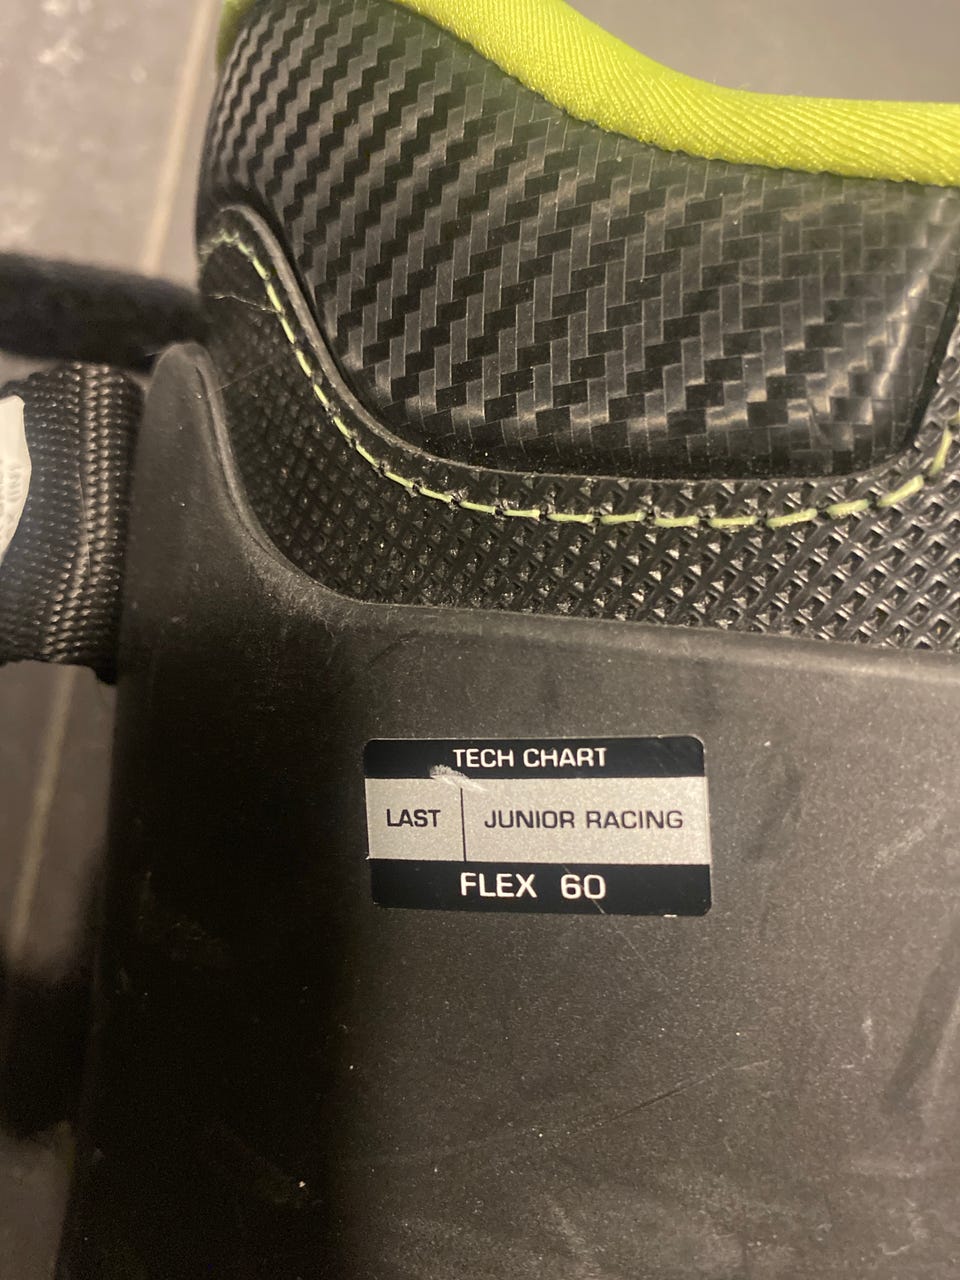 TECH CHART
LAST JUNIOR RACING
FLEX 60